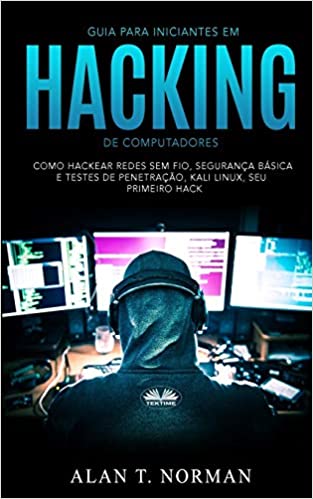 GUIA PARA INICIANTES EM
HACKING
DE COMPUTADORES
COMO HACKEAR REDES SEM FIO, SEGURANÇA BÁSICA
E TESTES DE PENETRAÇÃO, KALI LINUX, SEU
PRIMEIRO HACK
TEKTIME
ALAN T. NORMAN